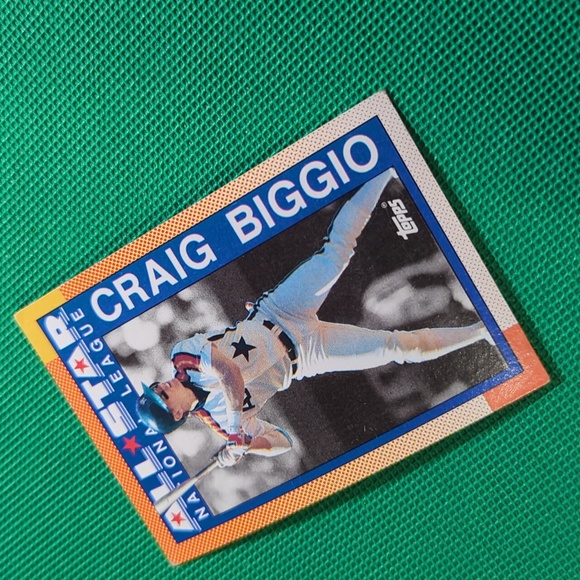 ALL★STAR
NATIONAL LEAGUE
CRAIG BIGGIO
topps®